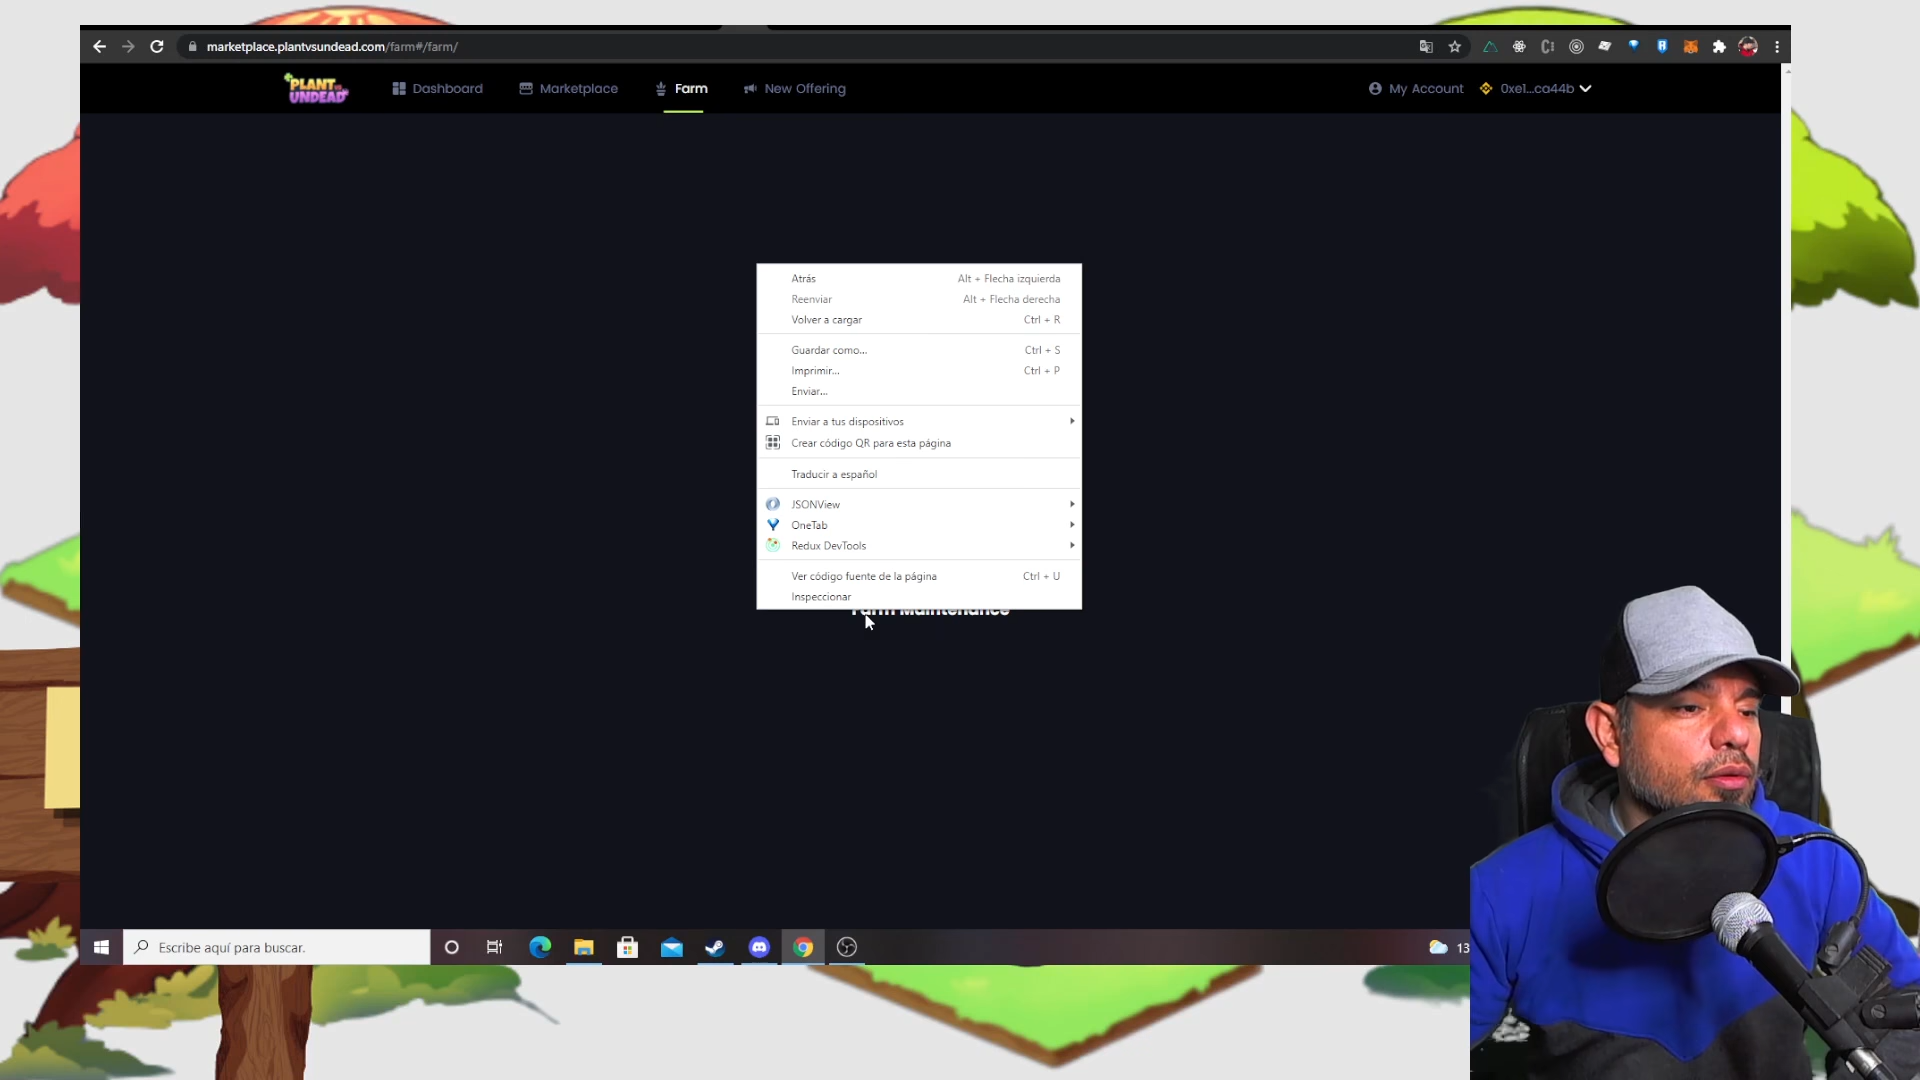 marketplace.plantvsundead.com/farm#/farm/
PLANT VS UNDEAD
Dashboard
Marketplace
Farm
New Offering
My Account
0xe1...ca44b
Atrás Alt + Flecha izquierda
Reenviar Alt + Flecha derecha
Volver a cargar Ctrl + R
Guardar como... Ctrl + S
Imprimir... Ctrl + P
Enviar...
Enviar a tus dispositivos
Crear código QR para esta página
Traducir a español
JSONView
OneTab
Redux DevTools
Ver código fuente de la página Ctrl + U
Inspeccionar
Farm Maintenance
Escribe aquí para buscar.
13